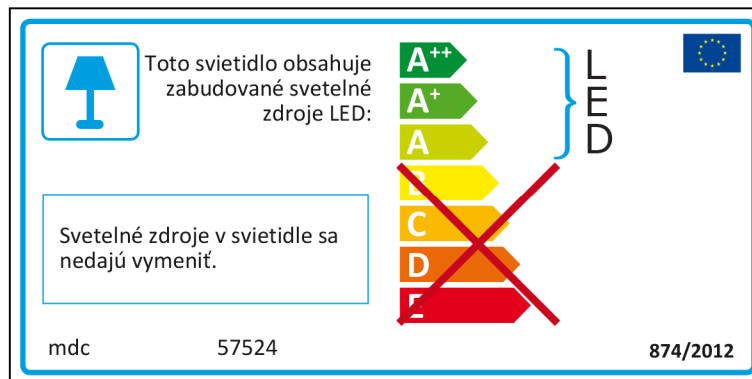 Toto svietidlo obsahuje
zabudované svetelné
zdroje LED:
A++
A+
A
B
C
D
E
L
E
D
Svetelné zdroje v svietidle sa
nedajú vymeniť.
mdc 57524
874/2012